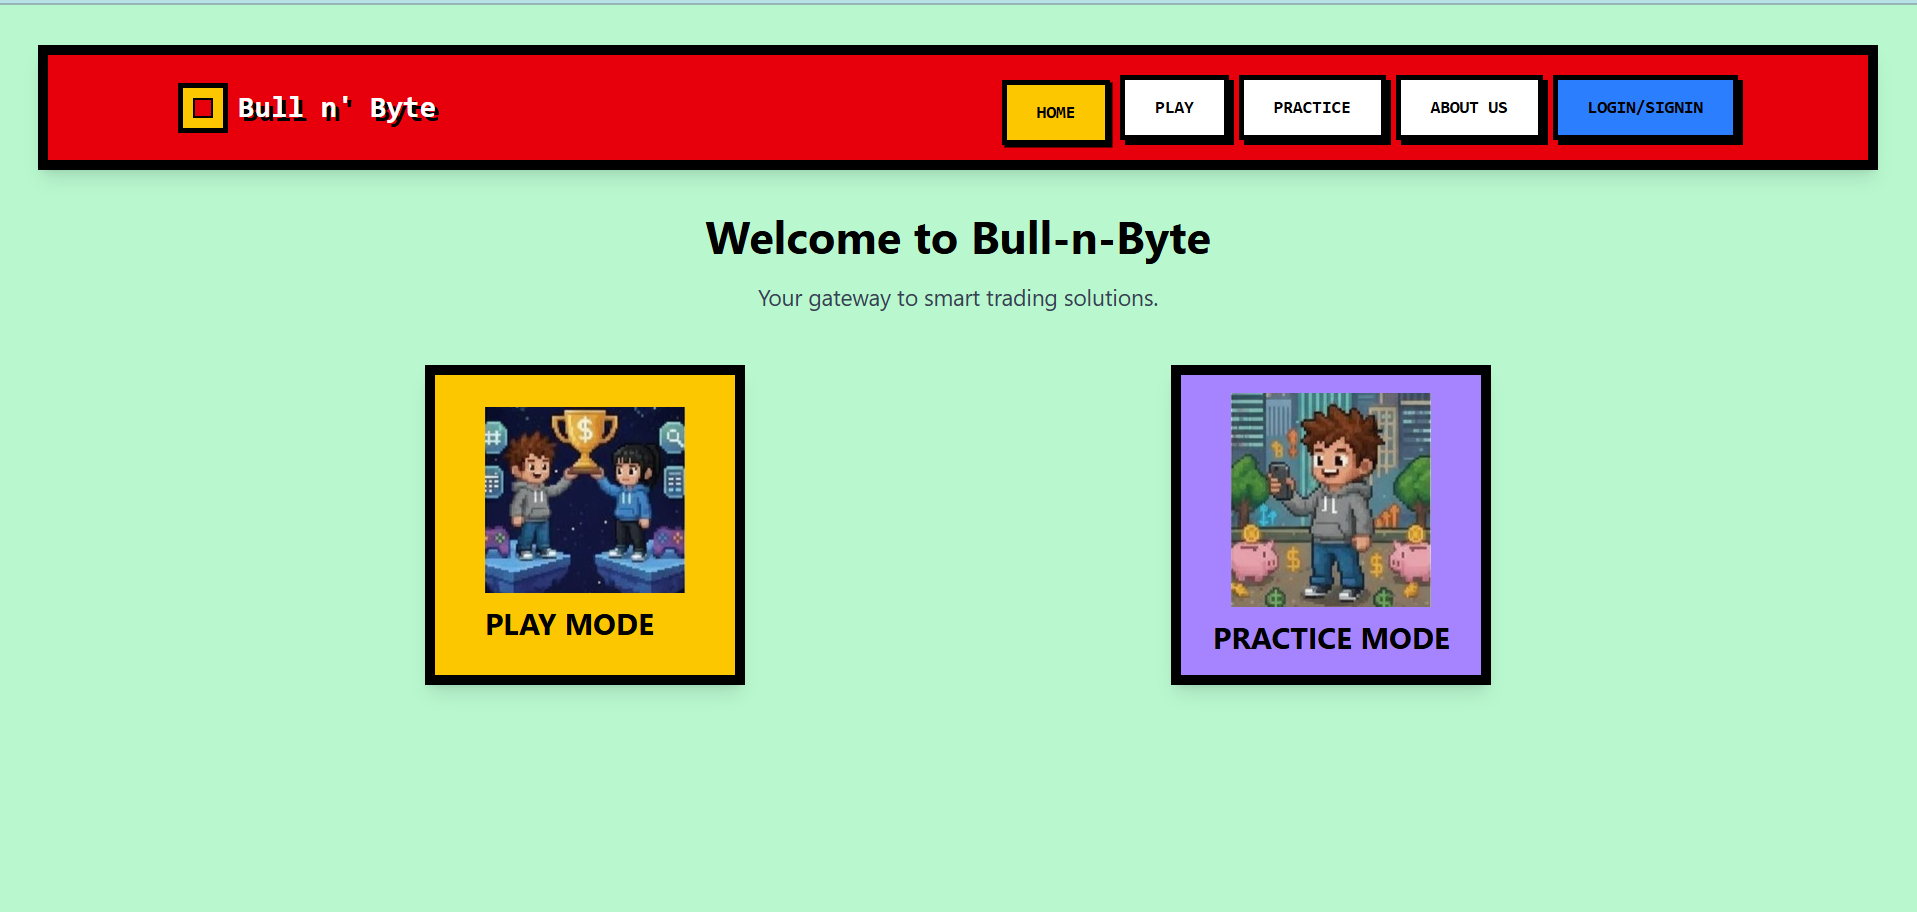 Bull n' Byte
HOME
PLAY
PRACTICE
ABOUT US
LOGIN/SIGNIN
Welcome to Bull-n-Byte
Your gateway to smart trading solutions.
PLAY MODE
PRACTICE MODE